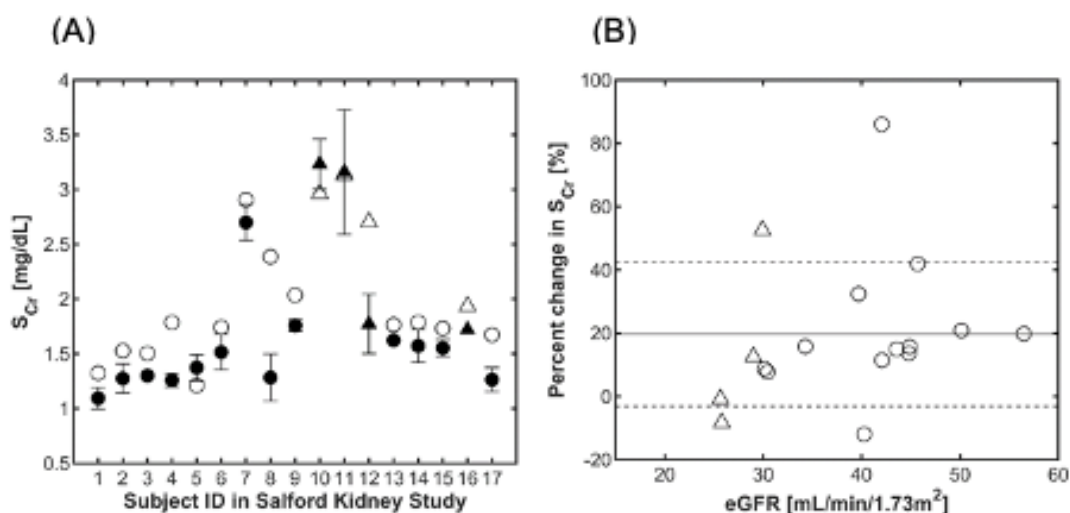 (A)
(B)
4
3.5
3
2.5
2
1.5
1
0.5
S_Cr [mg/dL]
1 2 3 4 5 6 7 8 9 10 11 12 13 14 15 16 17
Subject ID in Salford Kidney Study
100
80
60
40
20
0
-20
Percent change in S_Cr [%]
20 30 40 50 60
eGFR [mL/min/1.73m²]